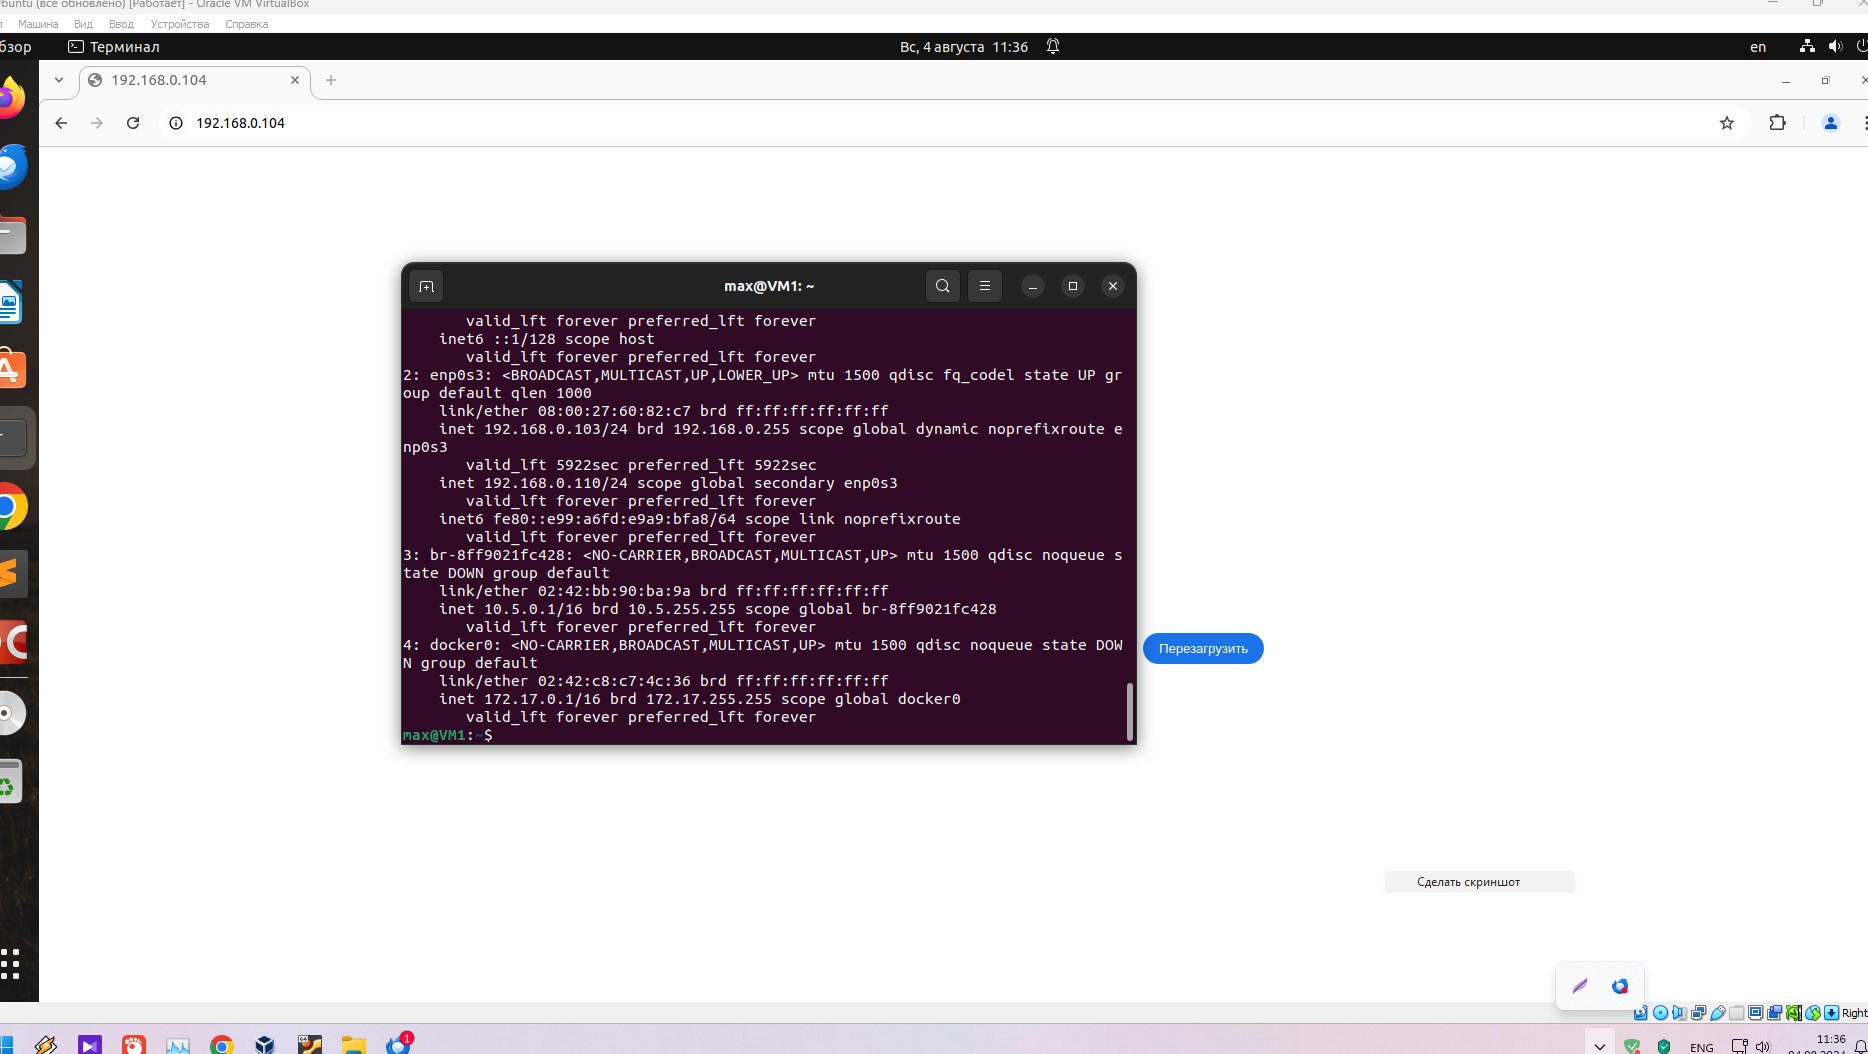 buntu (все обновлено) [Работает] - Oracle VM VirtualBox
Машина Вид Ввод Устройства Справка
бзор Терминал Вс, 4 августа 11:36 en
192.168.0.104
192.168.0.104
max@VM1: ~
valid_lft forever preferred_lft forever
inet6 ::1/128 scope host
valid_lft forever preferred_lft forever
2: enp0s3: <BROADCAST,MULTICAST,UP,LOWER_UP> mtu 1500 qdisc fq_codel state UP gr
oup default qlen 1000
link/ether 08:00:27:60:82:c7 brd ff:ff:ff:ff:ff:ff
inet 192.168.0.103/24 brd 192.168.0.255 scope global dynamic noprefixroute e
np0s3
valid_lft 5922sec preferred_lft 5922sec
inet 192.168.0.110/24 scope global secondary enp0s3
valid_lft forever preferred_lft forever
inet6 fe80::e99:a6fd:e9a9:bfa8/64 scope link noprefixroute
valid_lft forever preferred_lft forever
3: br-8ff9021fc428: <NO-CARRIER,BROADCAST,MULTICAST,UP> mtu 1500 qdisc noqueue s
tate DOWN group default
link/ether 02:42:bb:90:ba:9a brd ff:ff:ff:ff:ff:ff
inet 10.5.0.1/16 brd 10.5.255.255 scope global br-8ff9021fc428
valid_lft forever preferred_lft forever
4: docker0: <NO-CARRIER,BROADCAST,MULTICAST,UP> mtu 1500 qdisc noqueue state DOW
N group default
link/ether 02:42:c8:c7:4c:36 brd ff:ff:ff:ff:ff:ff
inet 172.17.0.1/16 brd 172.17.255.255 scope global docker0
valid_lft forever preferred_lft forever
max@VM1:~$
Перезагрузить
Сделать скриншот
Right
1
ENG
11:36